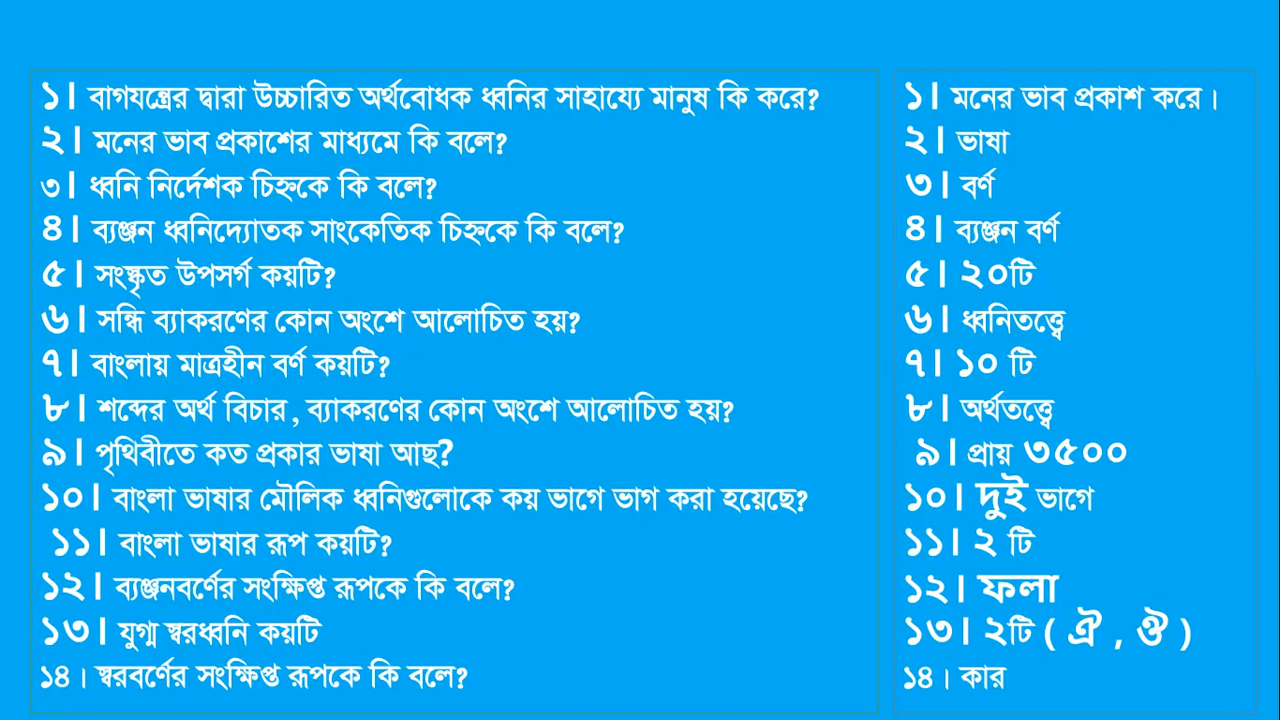 ১। বাগযন্ত্রের দ্বারা উচ্চারিত অর্থবোধক ধ্বনির সাহায্যে মানুষ কি করে?
২। মনের ভাব প্রকাশের মাধ্যমে কি বলে?
৩। ধ্বনি নির্দেশক চিহ্নকে কি বলে?
৪। ব্যঞ্জন ধ্বনিদ্যোতক সাংকেতিক চিহ্নকে কি বলে?
৫। সংস্কৃত উপসর্গ কয়টি?
৬। সন্ধি ব্যাকরণের কোন অংশে আলোচিত হয়?
৭। বাংলায় মাত্রহীন বর্ণ কয়টি?
৮। শব্দের অর্থ বিচার, ব্যাকরণের কোন অংশে আলোচিত হয়?
৯। পৃথিবীতে কত প্রকার ভাষা আছ?
১০। বাংলা ভাষার মৌলিক ধ্বনিগুলোকে কয় ভাগে ভাগ করা হয়েছে?
১১। বাংলা ভাষার রূপ কয়টি?
১২। ব্যঞ্জনবর্ণের সংক্ষিপ্ত রূপকে কি বলে?
১৩। যুগ্ম স্বরধ্বনি কয়টি
১৪। স্বরবর্ণের সংক্ষিপ্ত রূপকে কি বলে?
১। মনের ভাব প্রকাশ করে।
২। ভাষা
৩। বর্ণ
৪। ব্যঞ্জন বর্ণ
৫। ২০টি
৬। ধ্বনিতত্ত্বে
৭। ১০ টি
৮। অর্থতত্ত্বে
৯। প্রায় ৩৫০০
১০। দুই ভাগে
১১। ২ টি
১২। ফলা
১৩। ২টি ( ঐ , ঔ )
১৪। কার